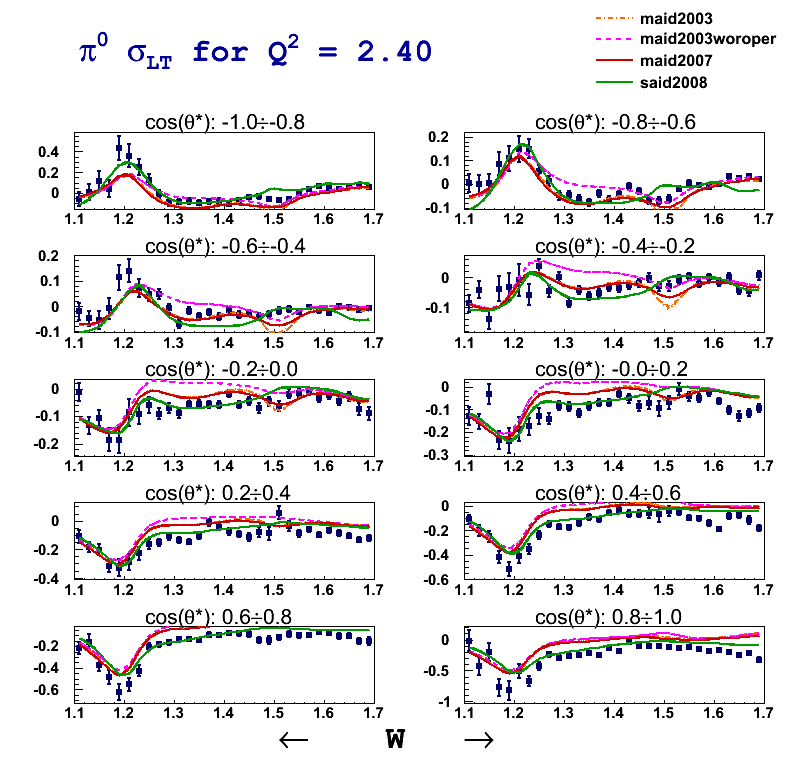 maid2003
maid2003woroper
maid2007
said2008
π⁰ σ_LT for Q² = 2.40
cos(θ*): -1.0÷-0.8
0.4
0.2
0
1.1 1.2 1.3 1.4 1.5 1.6 1.7
cos(θ*): -0.8÷-0.6
0.2
0.1
0
-0.1
1.1 1.2 1.3 1.4 1.5 1.6 1.7
cos(θ*): -0.6÷-0.4
0.2
0.1
0
-0.1
1.1 1.2 1.3 1.4 1.5 1.6 1.7
cos(θ*): -0.4÷-0.2
0
-0.1
1.1 1.2 1.3 1.4 1.5 1.6 1.7
cos(θ*): -0.2÷0.0
0
-0.1
-0.2
1.1 1.2 1.3 1.4 1.5 1.6 1.7
cos(θ*): -0.0÷0.2
0
-0.1
-0.2
-0.3
1.1 1.2 1.3 1.4 1.5 1.6 1.7
cos(θ*): 0.2÷0.4
0
-0.2
-0.4
1.1 1.2 1.3 1.4 1.5 1.6 1.7
cos(θ*): 0.4÷0.6
0
-0.2
-0.4
-0.6
1.1 1.2 1.3 1.4 1.5 1.6 1.7
cos(θ*): 0.6÷0.8
-0.2
-0.4
-0.6
1.1 1.2 1.3 1.4 1.5 1.6 1.7
cos(θ*): 0.8÷1.0
0
-0.5
-1
1.1 1.2 1.3 1.4 1.5 1.6 1.7
← W →